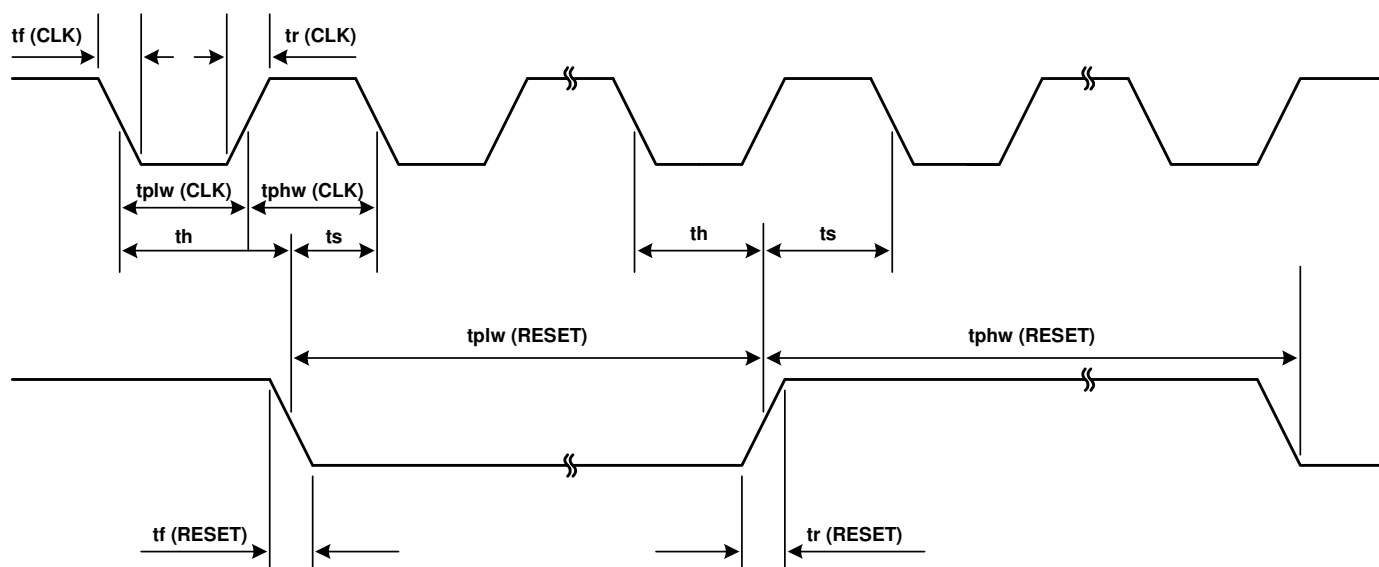 tf (CLK)
tr (CLK)
tplw (CLK)
tphw (CLK)
th
ts
th
ts
tplw (RESET)
tphw (RESET)
tf (RESET)
tr (RESET)